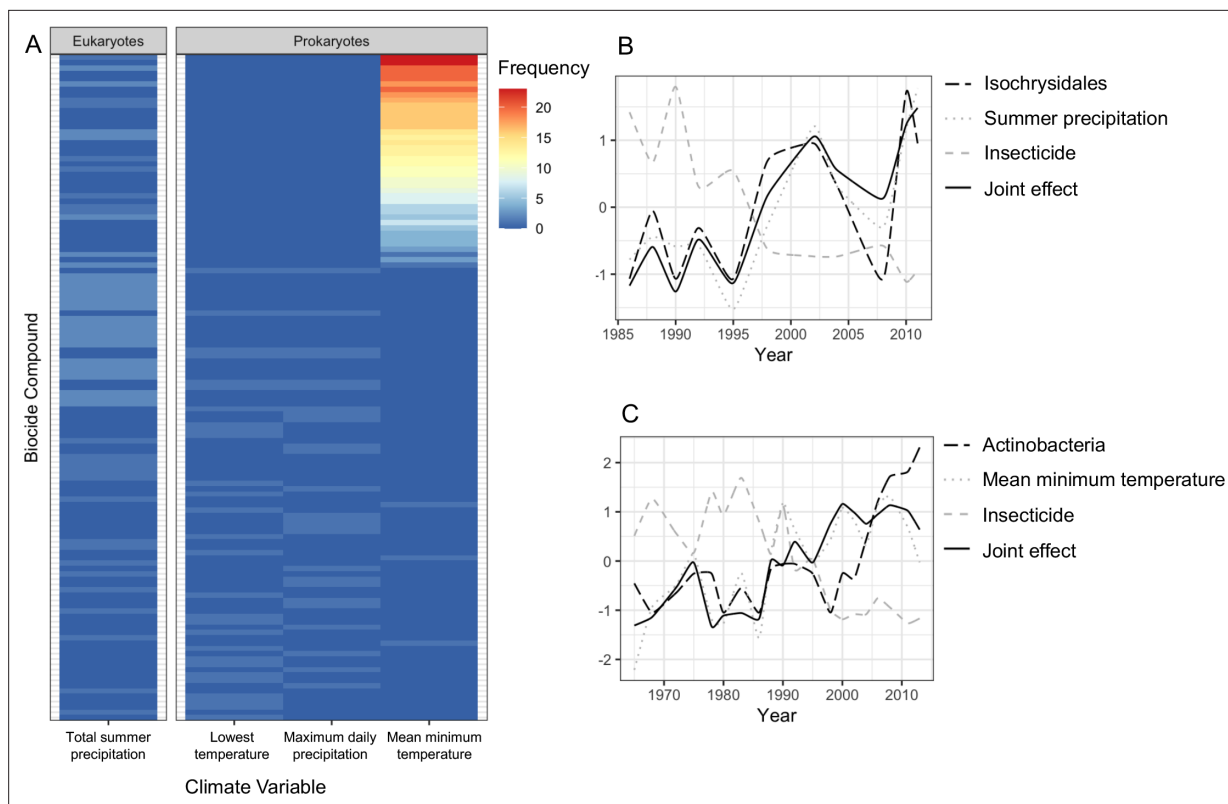 A
Eukaryotes
Prokaryotes
Frequency
20
15
10
5
0
Biocide Compound
Total summer
precipitation
Lowest
temperature
Maximum daily
precipitation
Mean minimum
temperature
Climate Variable
B
1
0
-1
1985
1990
1995
2000
2005
2010
Year
Isochrysidales
Summer precipitation
Insecticide
Joint effect
C
2
1
0
-1
-2
1970
1980
1990
2000
2010
Year
Actinobacteria
Mean minimum temperature
Insecticide
Joint effect